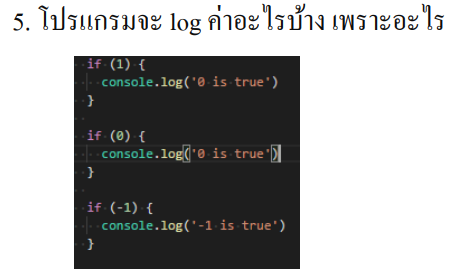 5. โปรแกรมจะ log ค่าอะไรบ้าง เพราะอะไร
if (1) {
console.log('0 is true')
}
if (0) {
console.log('0 is true')
}
if (-1) {
console.log('-1 is true')
}